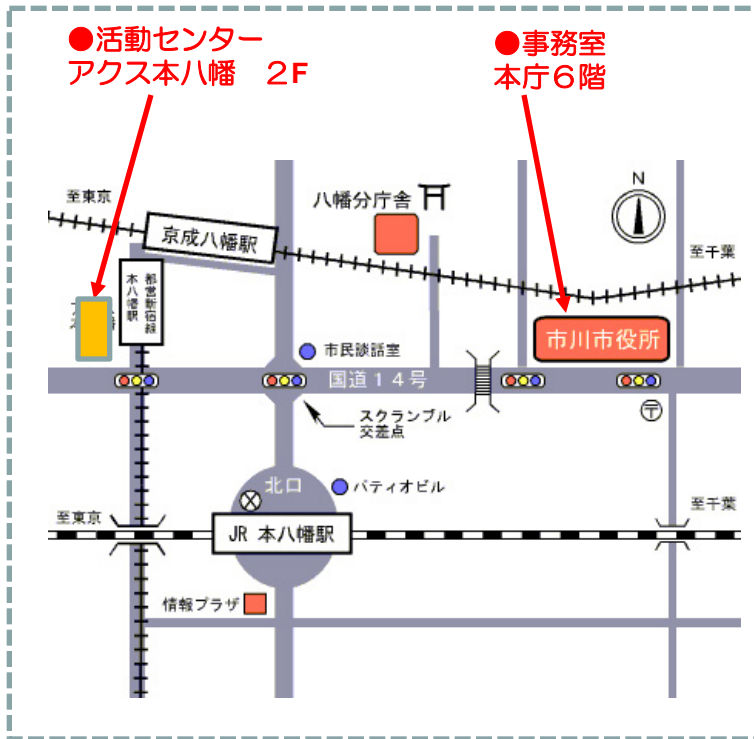 ●活動センター
アクス本八幡　２F
●事務室
本庁６階
N
至東京
八幡分庁舎
京成八幡駅
至千葉
都営新宿線
本八幡駅
市川市役所
市民談話室
国道１４号
スクランブル
交差点
〒
北口
パティオビル
至東京
至千葉
JR 本八幡駅
情報プラザ